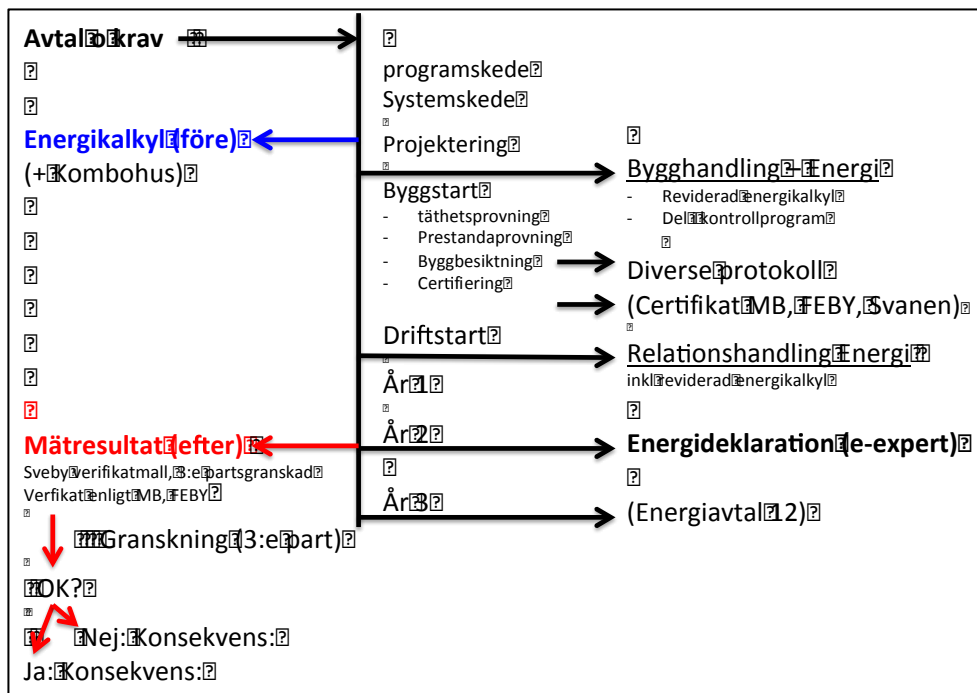 Avtal o krav
Energikalkyl (före)
(+ Kombohus)
Mätresultat (efter)
Sveby verifikatmall, 3:e partsgranskad
Verfikat enligt MB, FEBY
Granskning (3:e part)
OK?
Nej: Konsekvens:
Ja: Konsekvens:
programskede
Systemskede
Projektering
Byggstart
- täthetsprovning
- Prestandaprovning
- Byggbesiktning
- Certifiering
Driftstart
År 1
År 2
År 3
Bygghandling – Energi
- Reviderad energikalkyl
- Del kontrollprogram
Diverse protokoll
(Certifikat MB, FEBY, Svanen)
Relationshandling Energi
inkl reviderad energikalkyl
Energideklaration (e-expert)
(Energiavtal 12)